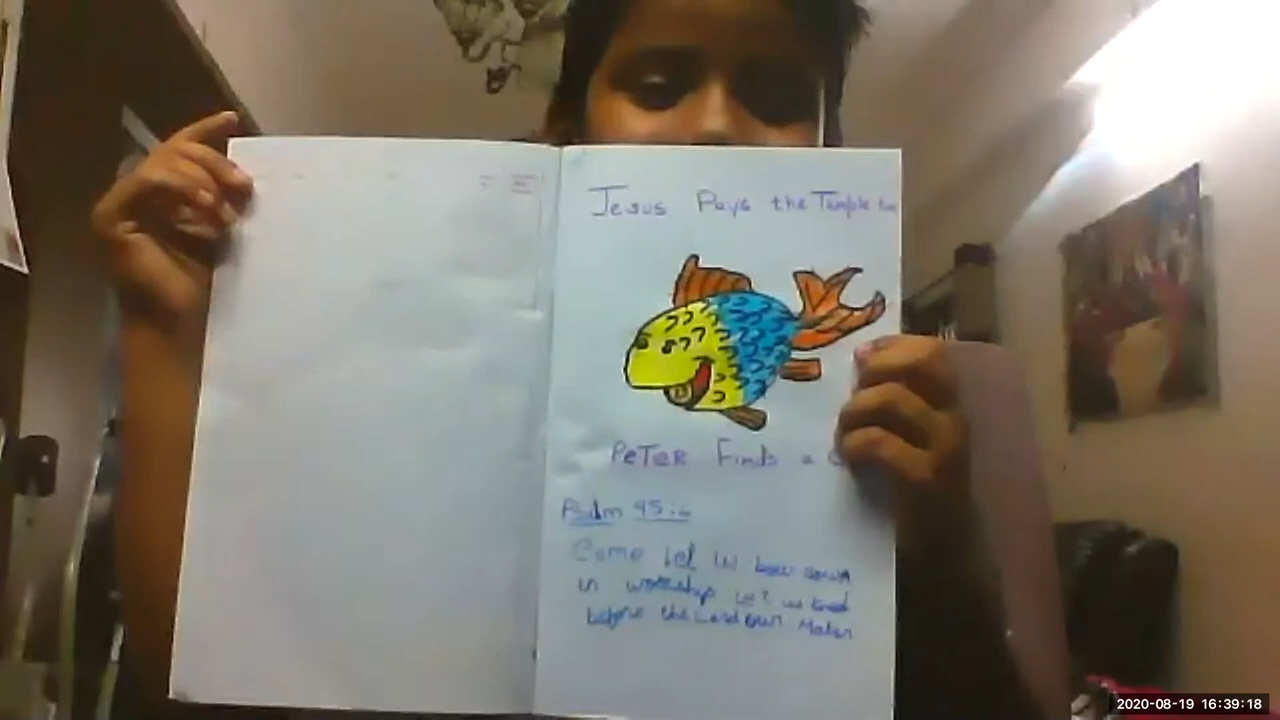 Jesus Pays the Temple
PETER Finds a
Psalm 95:6
Come let us bow down
in worship let us kneel
before the Lord our Maker
2020-08-19 16:39:18